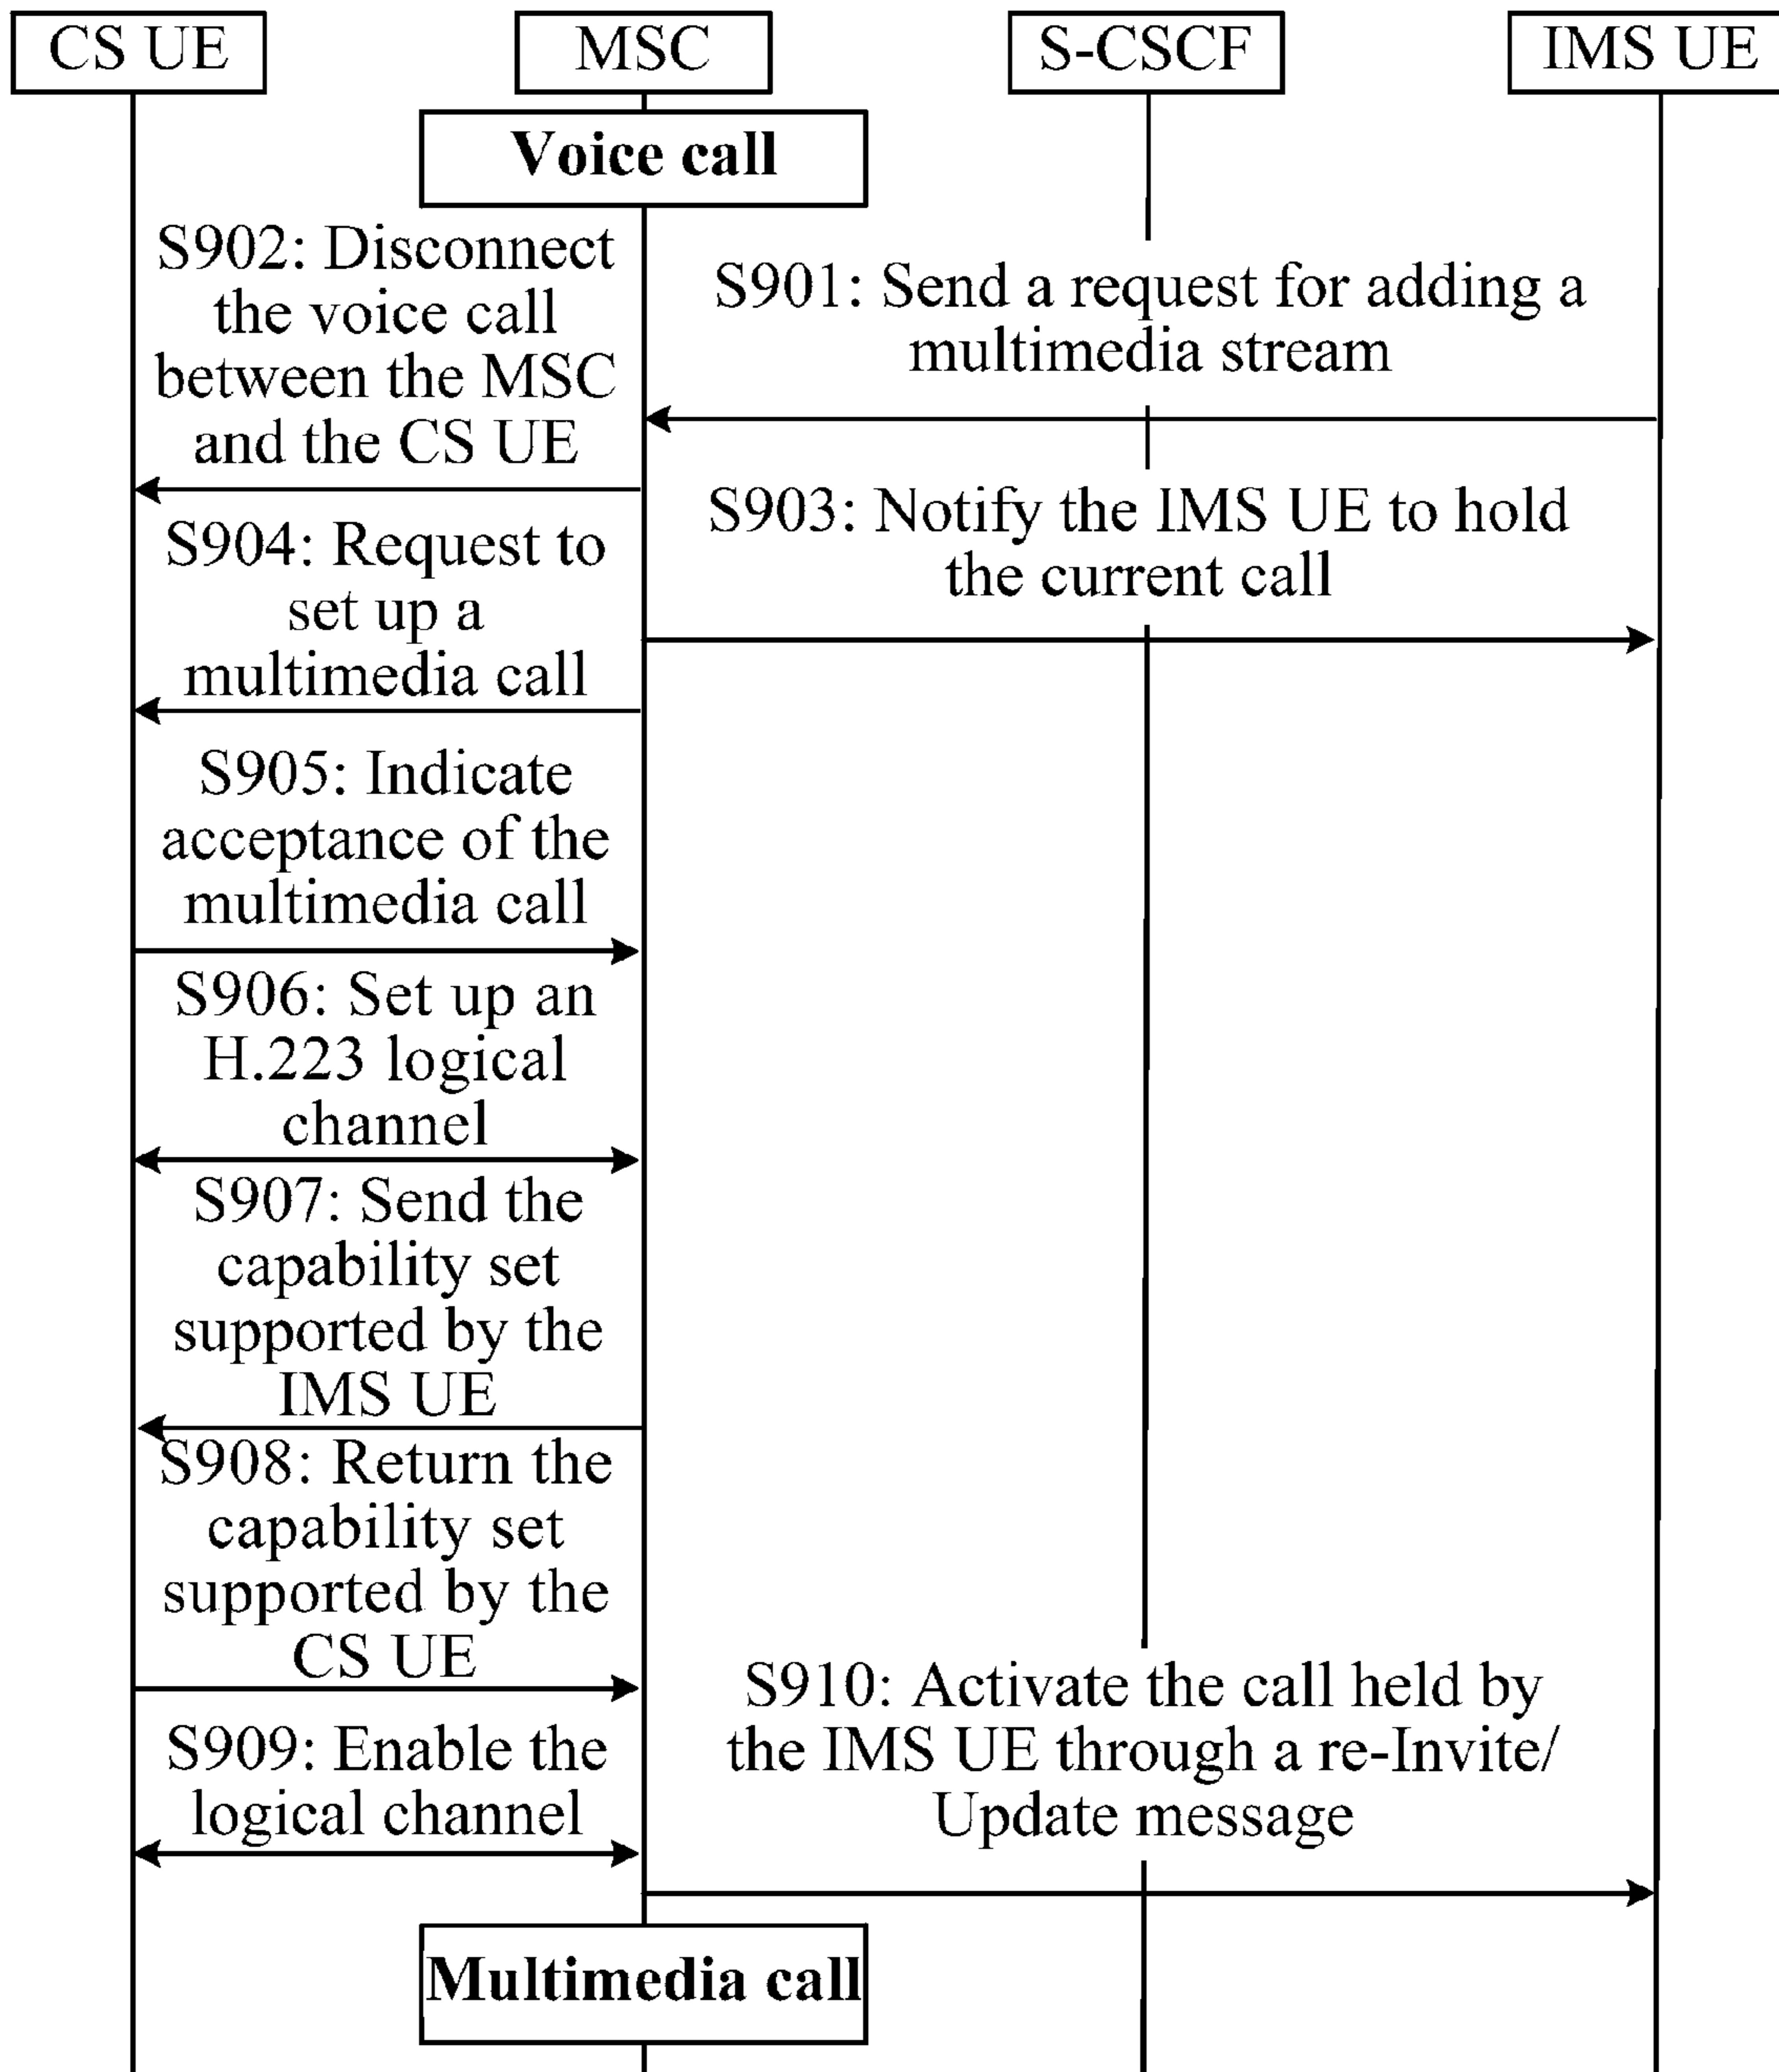 CS UE
MSC
S-CSCF
IMS UE
Voice call
S902: Disconnect
the voice call
between the MSC
and the CS UE
S901: Send a request for adding a
multimedia stream
S903: Notify the IMS UE to hold
the current call
S904: Request to
set up a
multimedia call
S905: Indicate
acceptance of the
multimedia call
S906: Set up an
H.223 logical
channel
S907: Send the
capability set
supported by the
IMS UE
S908: Return the
capability set
supported by the
CS UE
S909: Enable the
logical channel
S910: Activate the call held by
the IMS UE through a re-Invite/
Update message
Multimedia call